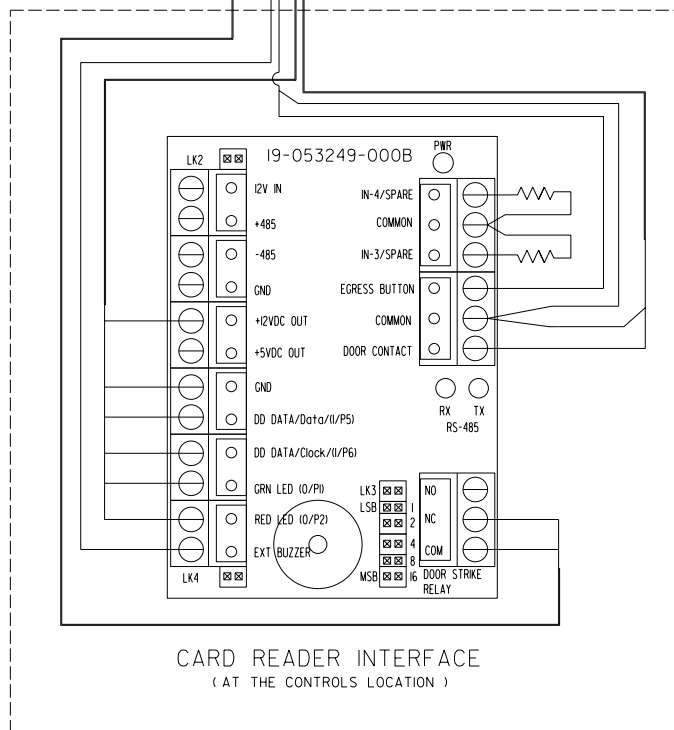 19-053249-000B
PWR
LK2
12V IN
+485
-485
GND
+12VDC OUT
+5VDC OUT
GND
DD DATA/Data/(I/P5)
DD DATA/Clock/(I/P6)
GRN LED (O/P1)
RED LED (O/P2)
EXT BUZZER
LK4
IN-4/SPARE
COMMON
IN-3/SPARE
EGRESS BUTTON
COMMON
DOOR CONTACT
RX TX
RS-485
LK3
LSB 1
2
4
8
MSB 16
NO
NC
COM
DOOR STRIKE
RELAY
CARD READER INTERFACE
( AT THE CONTROLS LOCATION )